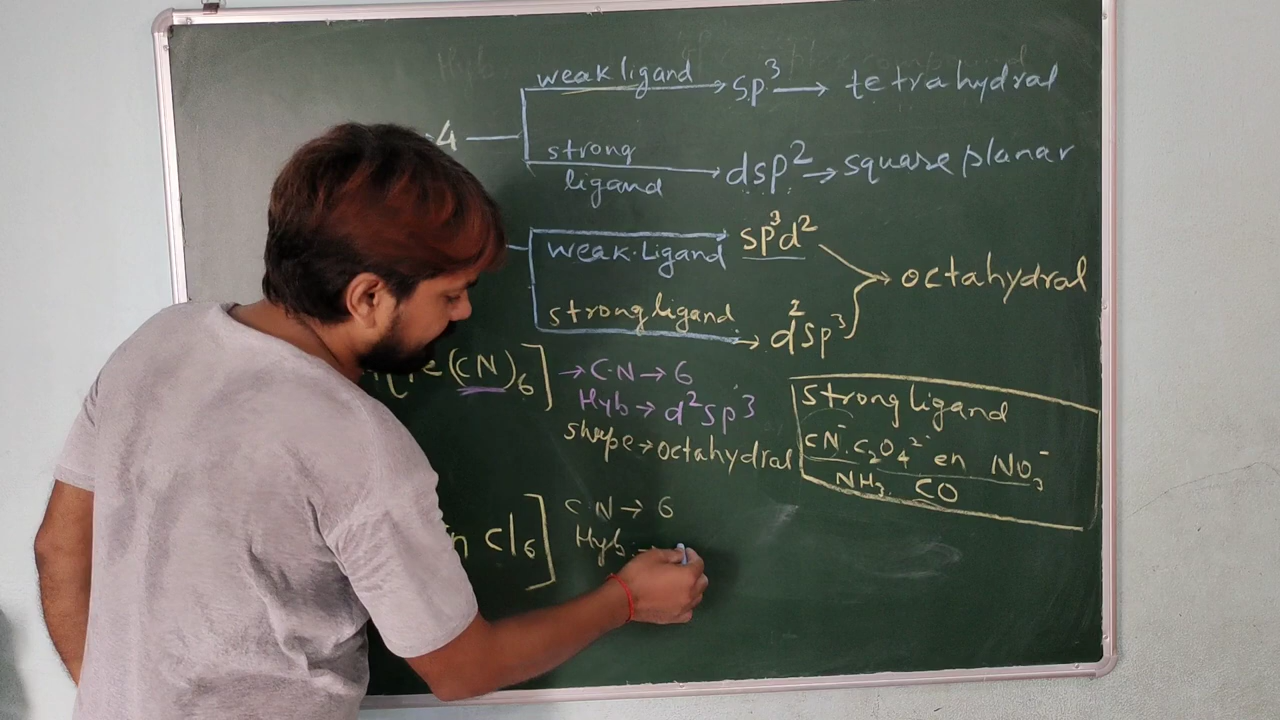 weak ligand → sp³ → tetrahydral
4
strong ligand → dsp² → square planar
weak Ligand → sp³d²
→ octahydral
strong ligand → d²sp³
(CN)₆] → C·N → 6
Hyb → d²sp³
shape → octahydral
strong ligand
CN⁻ C₂O₄²⁻ en NO₃⁻
NH₃ CO
n Cl₆] C N → 6
Hyb